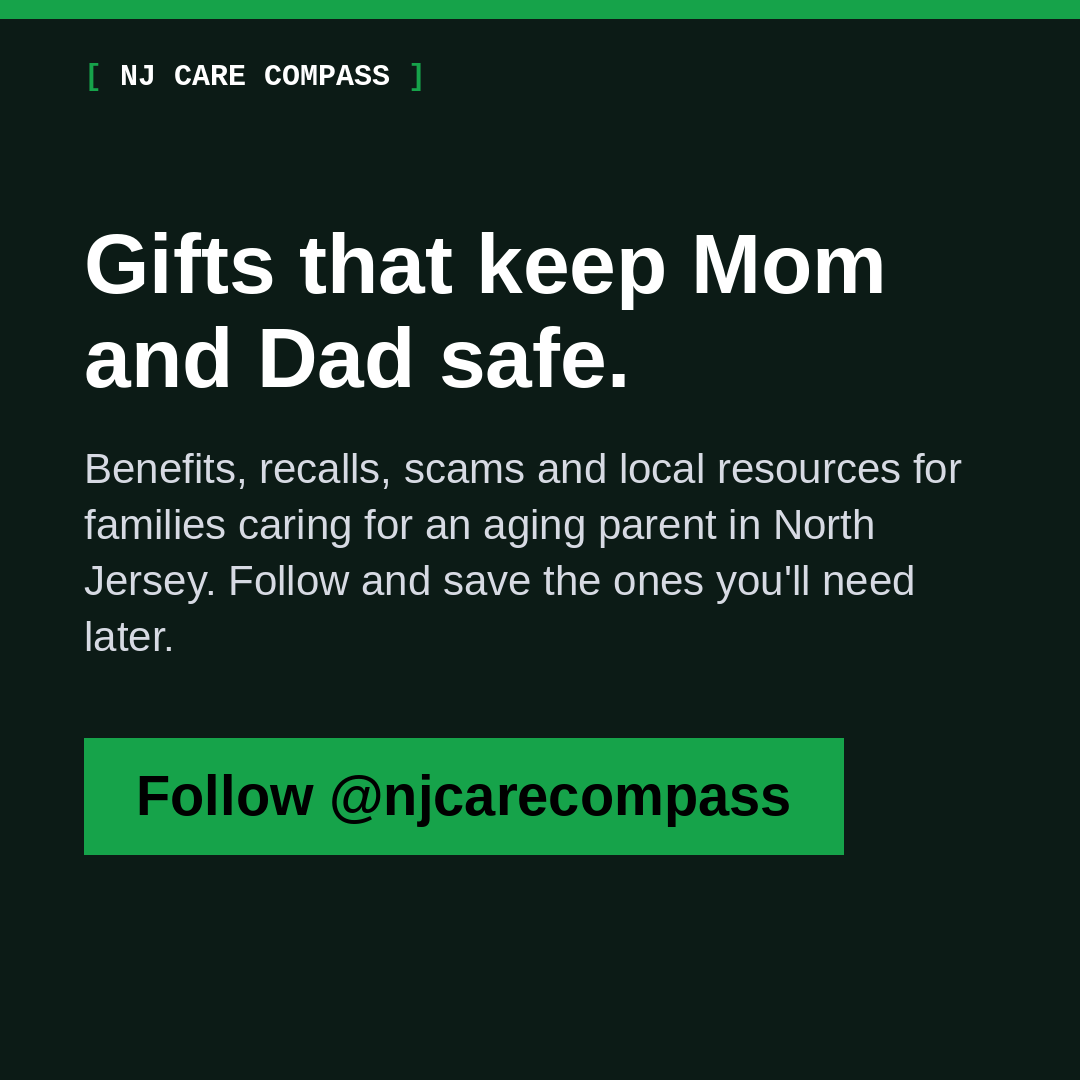 [ NJ CARE COMPASS ]
Gifts that keep Mom
and Dad safe.
Benefits, recalls, scams and local resources for
families caring for an aging parent in North
Jersey. Follow and save the ones you'll need
later.
Follow @njcarecompass